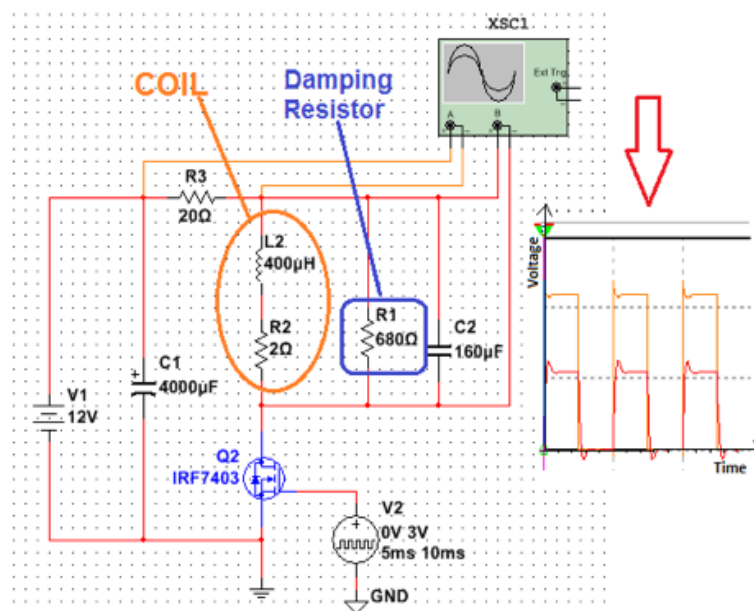 XSC1
Ext Trig
A
B
COIL
Damping
Resistor
R3
20Ω
L2
400µH
R2
2Ω
R1
680Ω
C2
160µF
C1
4000µF
V1
12V
Q2
IRF7403
V2
0V 3V
5ms 10ms
GND
Voltage
Time